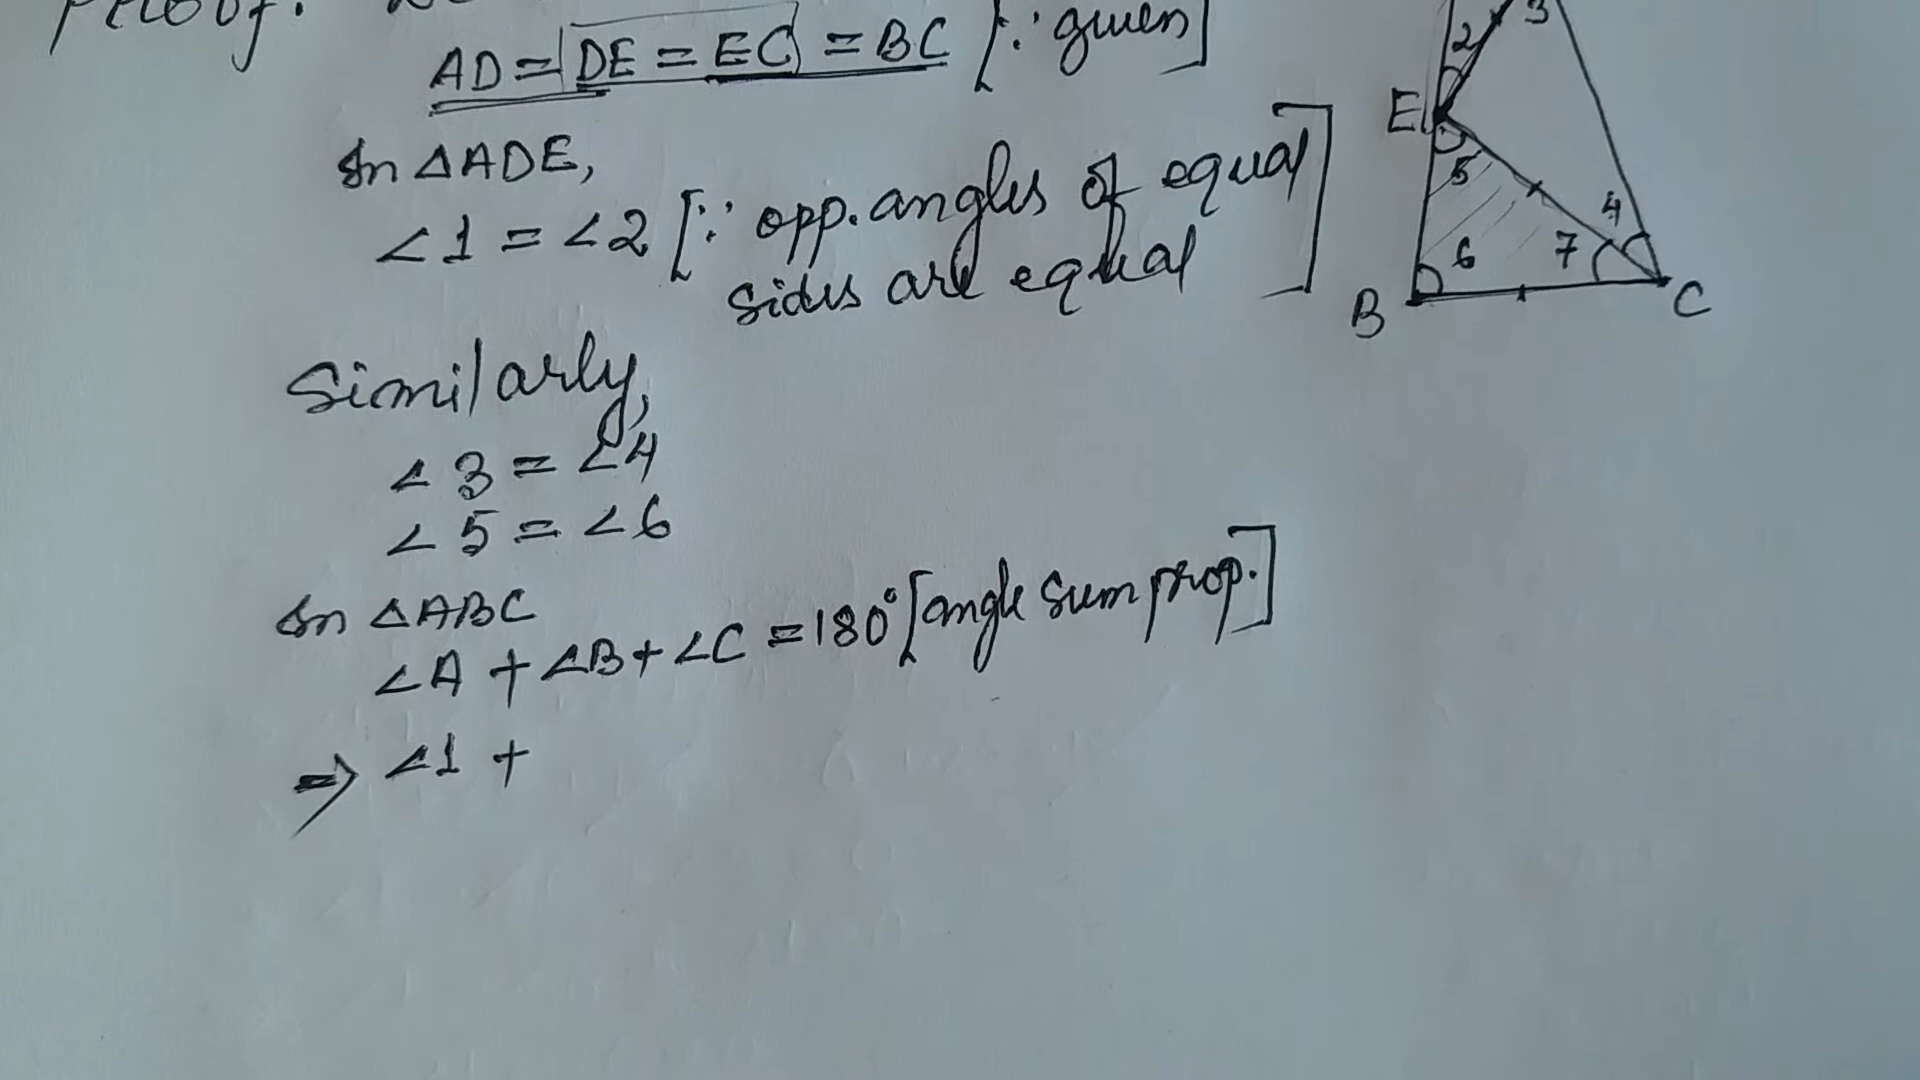 Proof:
AD = DE = EC = BC [∵ given]
In △ADE,
∠1 = ∠2 [∵ opp. angles of equal
sides are equal]
Similarly,
∠3 = ∠4
∠5 = ∠6
In △ABC
∠A + ∠B + ∠C = 180° [angle sum prop.]
⇒ ∠1 +
2 3
E
5
4
6 7
B C